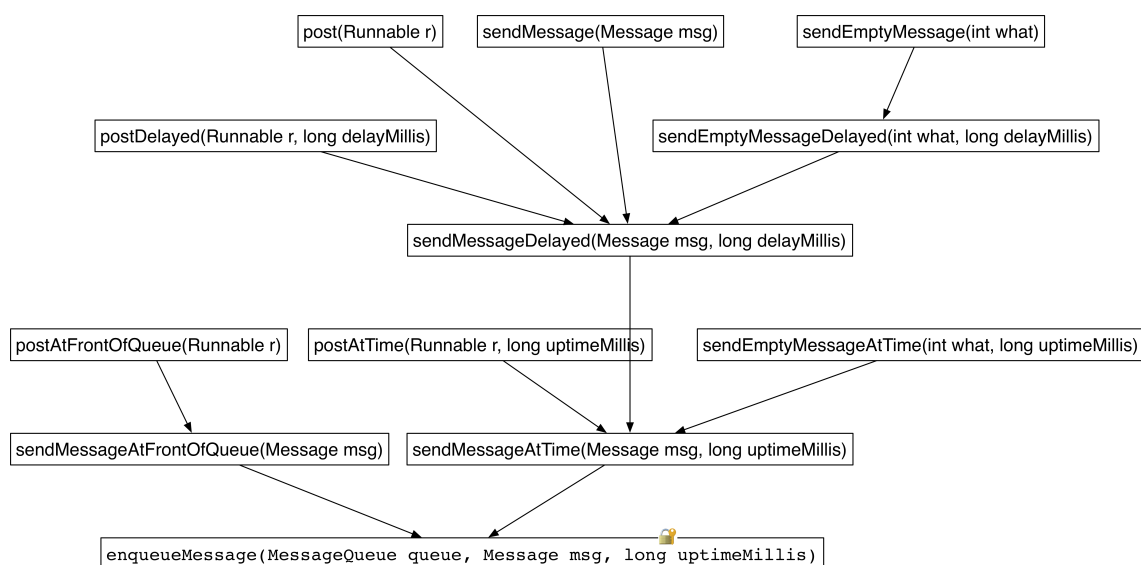 post(Runnable r)
sendMessage(Message msg)
sendEmptyMessage(int what)
postDelayed(Runnable r, long delayMillis)
sendEmptyMessageDelayed(int what, long delayMillis)
sendMessageDelayed(Message msg, long delayMillis)
postAtFrontOfQueue(Runnable r)
postAtTime(Runnable r, long uptimeMillis)
sendEmptyMessageAtTime(int what, long uptimeMillis)
sendMessageAtFrontOfQueue(Message msg)
sendMessageAtTime(Message msg, long uptimeMillis)
enqueueMessage(MessageQueue queue, Message msg, long uptimeMillis)